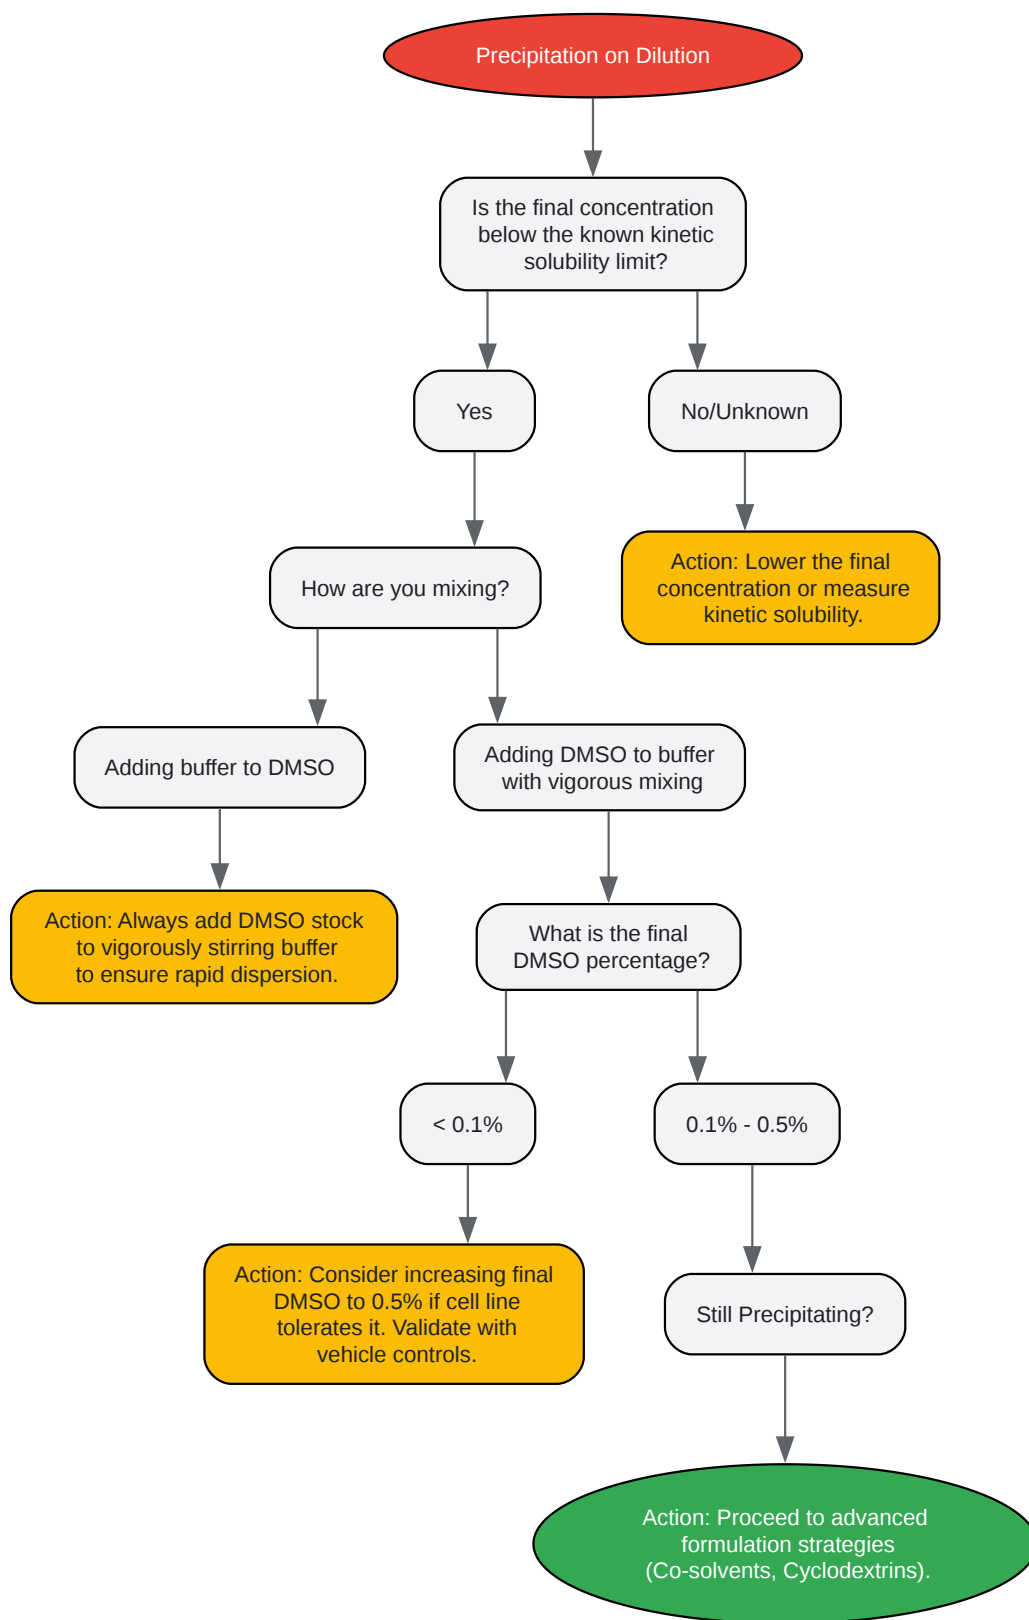 Precipitation on Dilution
Is the final concentration
below the known kinetic
solubility limit?
Yes
No/Unknown
Action: Lower the final
concentration or measure
kinetic solubility.
How are you mixing?
Adding buffer to DMSO
Adding DMSO to buffer
with vigorous mixing
Action: Always add DMSO stock
to vigorously stirring buffer
to ensure rapid dispersion.
What is the final
DMSO percentage?
< 0.1%
0.1% - 0.5%
Action: Consider increasing final
DMSO to 0.5% if cell line
tolerates it. Validate with
vehicle controls.
Still Precipitating?
Action: Proceed to advanced
formulation strategies
(Co-solvents, Cyclodextrins).